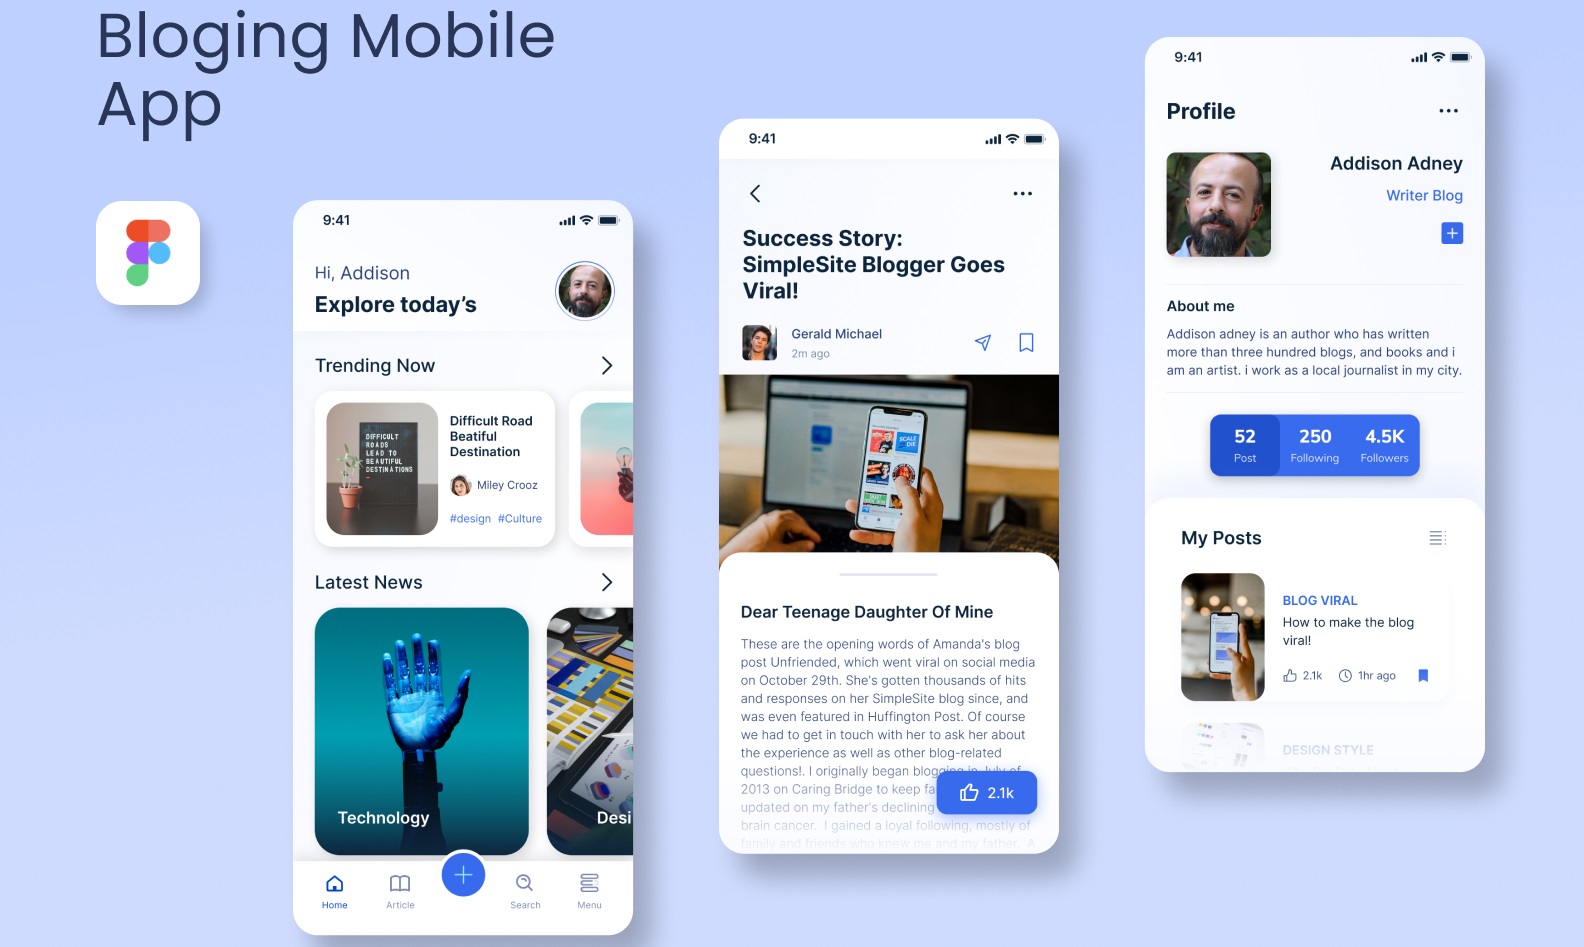 Bloging Mobile
App
9:41
Hi, Addison
Explore today's
Trending Now
DIFFICULT
ROADS
LEAD TO
BEAUTIFUL
DESTINATIONS
Difficult Road
Beatiful
Destination
Miley Crooz
#design #Culture
Latest News
Technology
Desi
Home
Article
Search
Menu
9:41
Success Story:
SimpleSite Blogger Goes
Viral!
Gerald Michael
2m ago
SCALE
DIE
Dear Teenage Daughter Of Mine
These are the opening words of Amanda's blog
post Unfriended, which went viral on social media
on October 29th. She's gotten thousands of hits
and responses on her SimpleSite blog since, and
was even featured in Huffington Post. Of course
we had to get in touch with her to ask her about
the experience as well as other blog-related
questions!. I originally began blogging in July of
2013 on Caring Bridge to keep fa
updated on my father's declining
brain cancer. I gained a loyal following, mostly of
family and friends who knew me and my father. A
2.1k
9:41
Profile
Addison Adney
Writer Blog
About me
Addison adney is an author who has written
more than three hundred blogs, and books and i
am an artist. i work as a local journalist in my city.
52
Post
250
Following
4.5K
Followers
My Posts
BLOG VIRAL
How to make the blog
viral!
2.1k
1hr ago
DESIGN STYLE